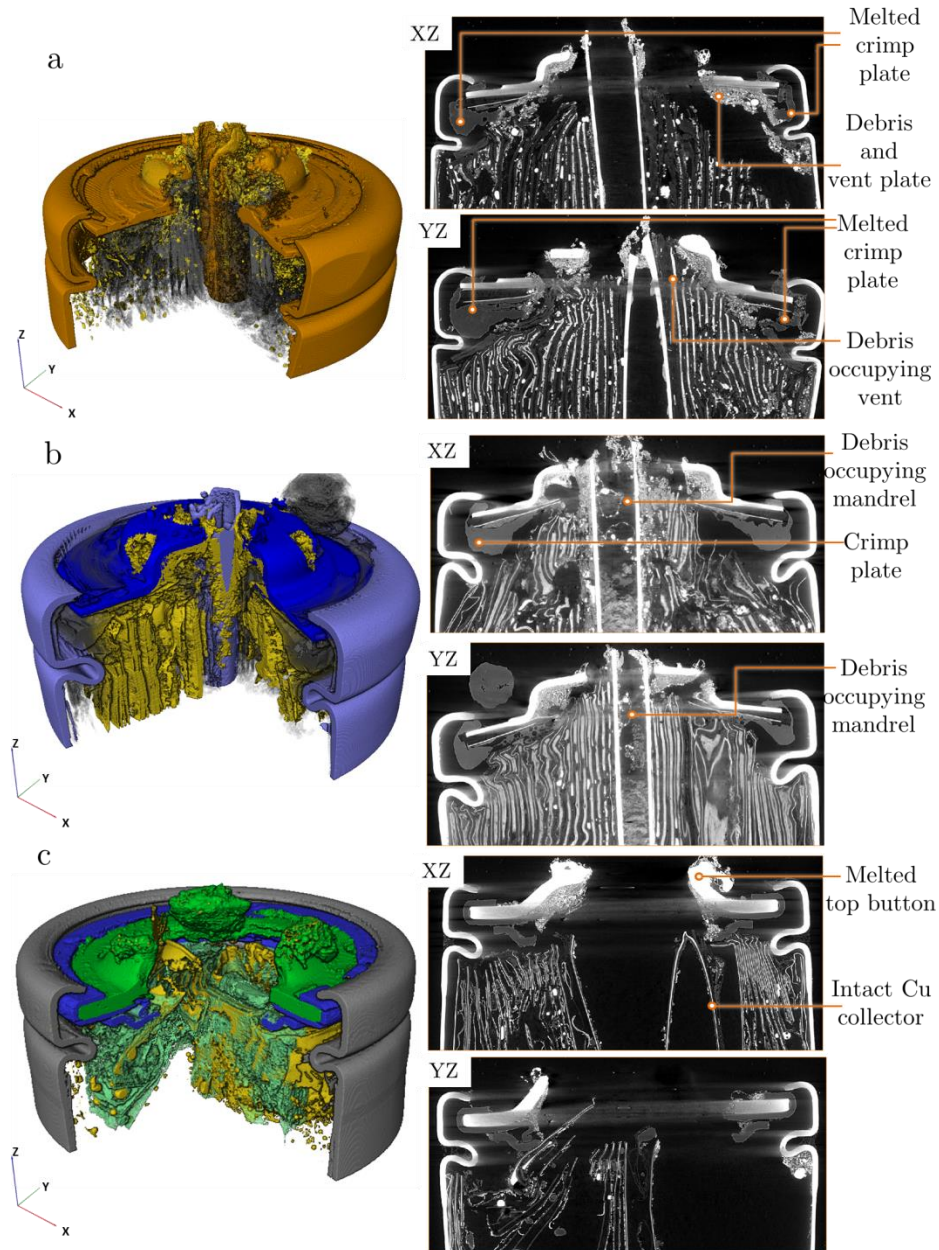 a
XZ
Melted
crimp
plate
Debris
and
vent plate
Z
Y
X
YZ
Melted
crimp
plate
Debris
occupying
vent
b
XZ
Debris
occupying
mandrel
Crimp
plate
Z
Y
X
YZ
Debris
occupying
mandrel
c
XZ
Melted
top button
Intact Cu
collector
Z
Y
X
YZ